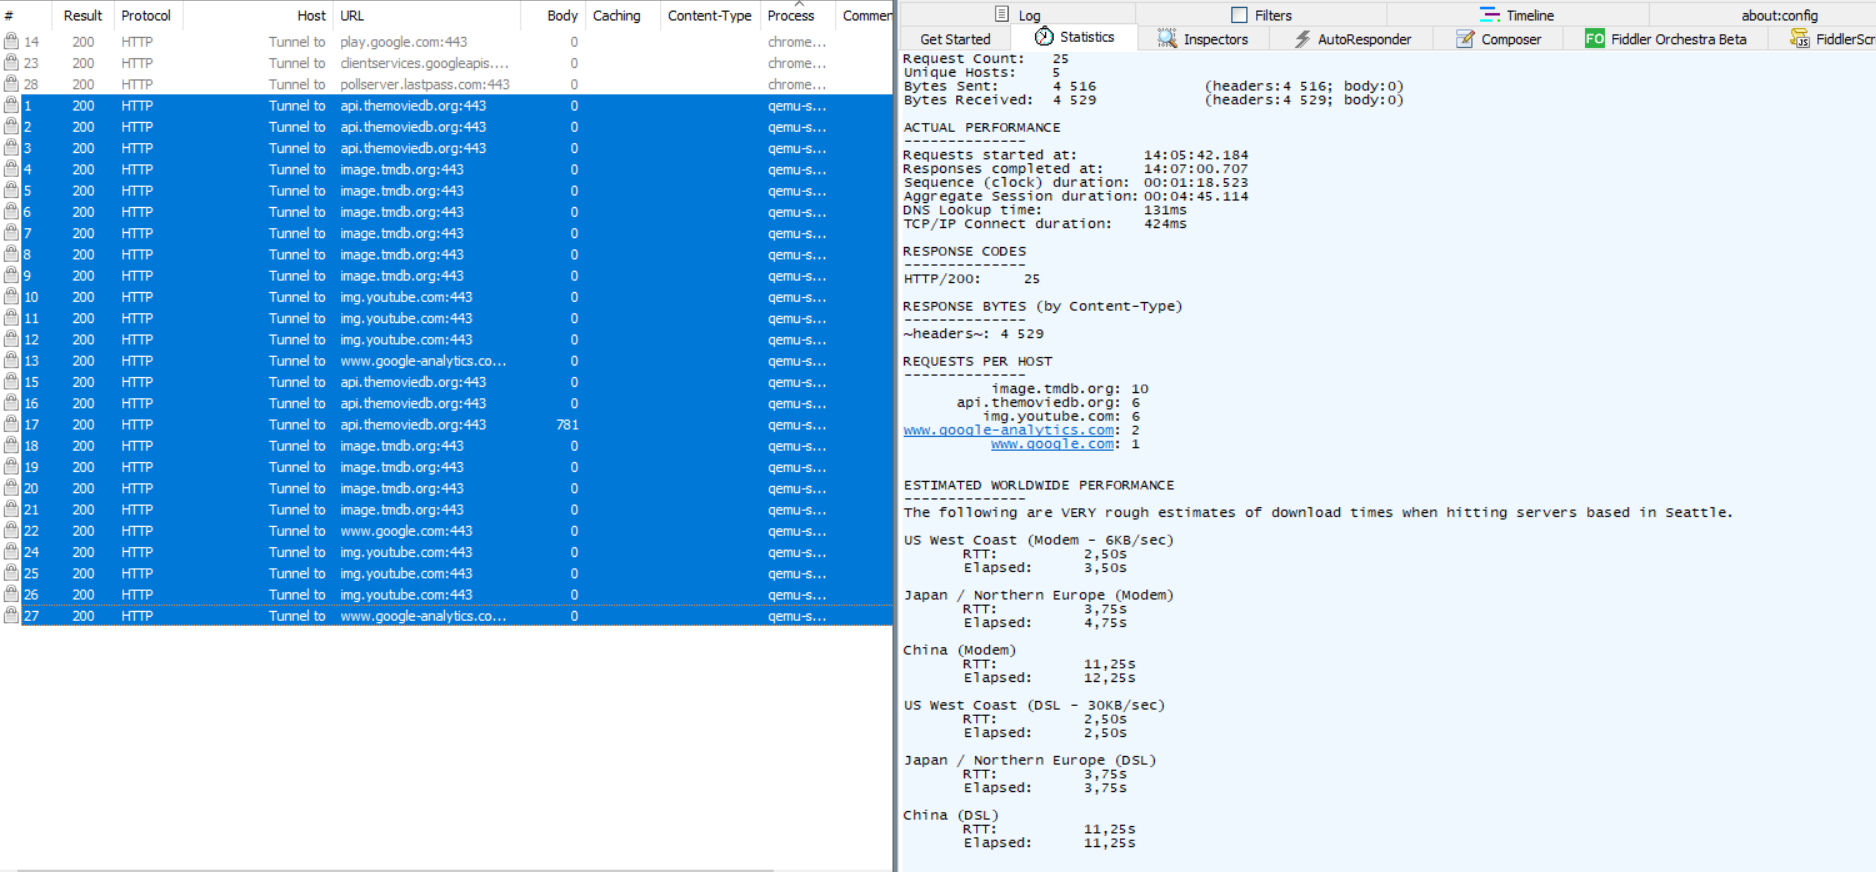 # Result Protocol Host URL Body Caching Content-Type Process Commen
14 200 HTTP Tunnel to play.google.com:443 0 chrome...
23 200 HTTP Tunnel to clientservices.googleapis.... 0 chrome...
28 200 HTTP Tunnel to pollserver.lastpass.com:443 0 chrome...
1 200 HTTP Tunnel to api.themoviedb.org:443 0 qemu-s...
2 200 HTTP Tunnel to api.themoviedb.org:443 0 qemu-s...
3 200 HTTP Tunnel to api.themoviedb.org:443 0 qemu-s...
4 200 HTTP Tunnel to image.tmdb.org:443 0 qemu-s...
5 200 HTTP Tunnel to image.tmdb.org:443 0 qemu-s...
6 200 HTTP Tunnel to image.tmdb.org:443 0 qemu-s...
7 200 HTTP Tunnel to image.tmdb.org:443 0 qemu-s...
8 200 HTTP Tunnel to image.tmdb.org:443 0 qemu-s...
9 200 HTTP Tunnel to image.tmdb.org:443 0 qemu-s...
10 200 HTTP Tunnel to img.youtube.com:443 0 qemu-s...
11 200 HTTP Tunnel to img.youtube.com:443 0 qemu-s...
12 200 HTTP Tunnel to img.youtube.com:443 0 qemu-s...
13 200 HTTP Tunnel to www.google-analytics.co... 0 qemu-s...
15 200 HTTP Tunnel to api.themoviedb.org:443 0 qemu-s...
16 200 HTTP Tunnel to api.themoviedb.org:443 0 qemu-s...
17 200 HTTP Tunnel to api.themoviedb.org:443 781 qemu-s...
18 200 HTTP Tunnel to image.tmdb.org:443 0 qemu-s...
19 200 HTTP Tunnel to image.tmdb.org:443 0 qemu-s...
20 200 HTTP Tunnel to image.tmdb.org:443 0 qemu-s...
21 200 HTTP Tunnel to image.tmdb.org:443 0 qemu-s...
22 200 HTTP Tunnel to www.google.com:443 0 qemu-s...
24 200 HTTP Tunnel to img.youtube.com:443 0 qemu-s...
25 200 HTTP Tunnel to img.youtube.com:443 0 qemu-s...
26 200 HTTP Tunnel to img.youtube.com:443 0 qemu-s...
27 200 HTTP Tunnel to www.google-analytics.co... 0 qemu-s...
Log Filters Timeline about:config
Get Started Statistics Inspectors AutoResponder Composer FO Fiddler Orchestra Beta JS FiddlerScri
Request Count: 25
Unique Hosts: 5
Bytes Sent: 4 516 (headers:4 516; body:0)
Bytes Received: 4 529 (headers:4 529; body:0)
ACTUAL PERFORMANCE
--------------
Requests started at: 14:05:42.184
Responses completed at: 14:07:00.707
Sequence (clock) duration: 00:01:18.523
Aggregate Session duration: 00:04:45.114
DNS Lookup time: 131ms
TCP/IP Connect duration: 424ms
RESPONSE CODES
--------------
HTTP/200: 25
RESPONSE BYTES (by Content-Type)
--------------
~headers~: 4 529
REQUESTS PER HOST
--------------
image.tmdb.org: 10
api.themoviedb.org: 6
img.youtube.com: 6
www.google-analytics.com: 2
www.google.com: 1
ESTIMATED WORLDWIDE PERFORMANCE
--------------
The following are VERY rough estimates of download times when hitting servers based in Seattle.
US West Coast (Modem - 6KB/sec)
RTT: 2,50s
Elapsed: 3,50s
Japan / Northern Europe (Modem)
RTT: 3,75s
Elapsed: 4,75s
China (Modem)
RTT: 11,25s
Elapsed: 12,25s
US West Coast (DSL - 30KB/sec)
RTT: 2,50s
Elapsed: 2,50s
Japan / Northern Europe (DSL)
RTT: 3,75s
Elapsed: 3,75s
China (DSL)
RTT: 11,25s
Elapsed: 11,25s